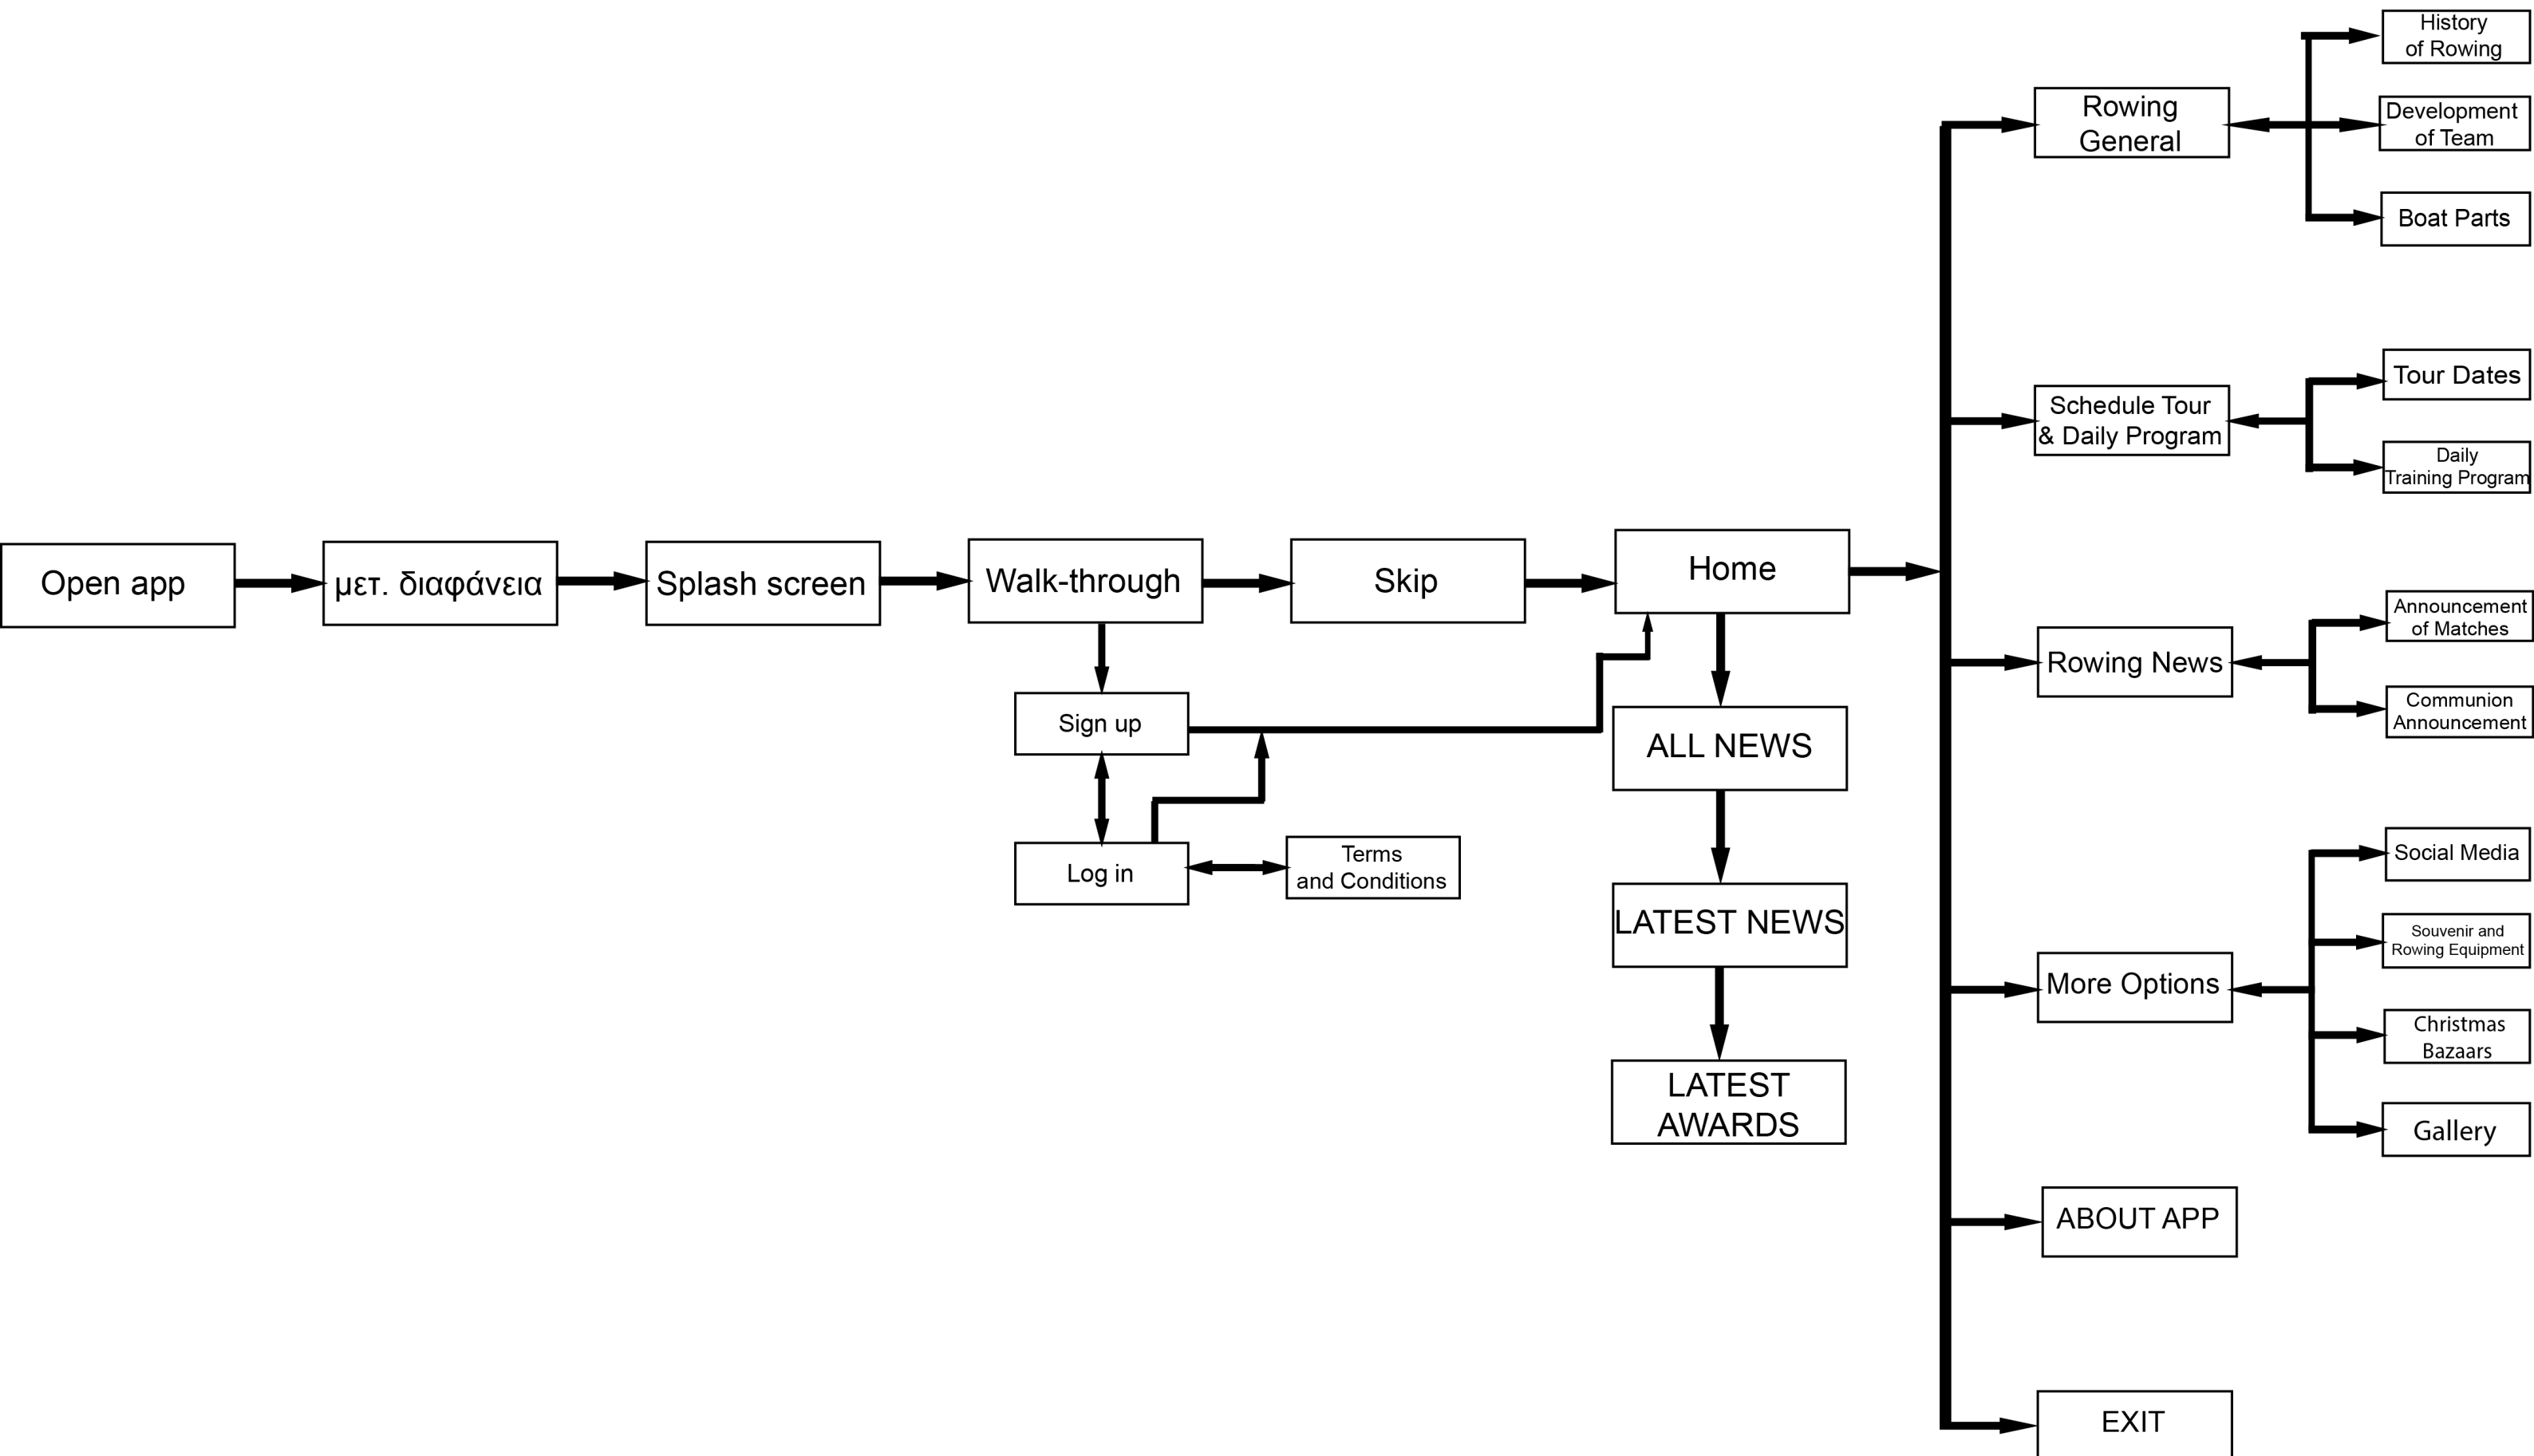 Open app
μετ. διαφάνεια
Splash screen
Walk-through
Skip
Home
Sign up
Log in
Terms
and Conditions
ALL NEWS
LATEST NEWS
LATEST
AWARDS
Rowing
General
History
of Rowing
Development
of Team
Boat Parts
Schedule Tour
& Daily Program
Tour Dates
Daily
Training Program
Rowing News
Announcement
of Matches
Communion
Announcement
More Options
Social Media
Souvenir and
Rowing Equipment
Christmas
Bazaars
Gallery
ABOUT APP
EXIT